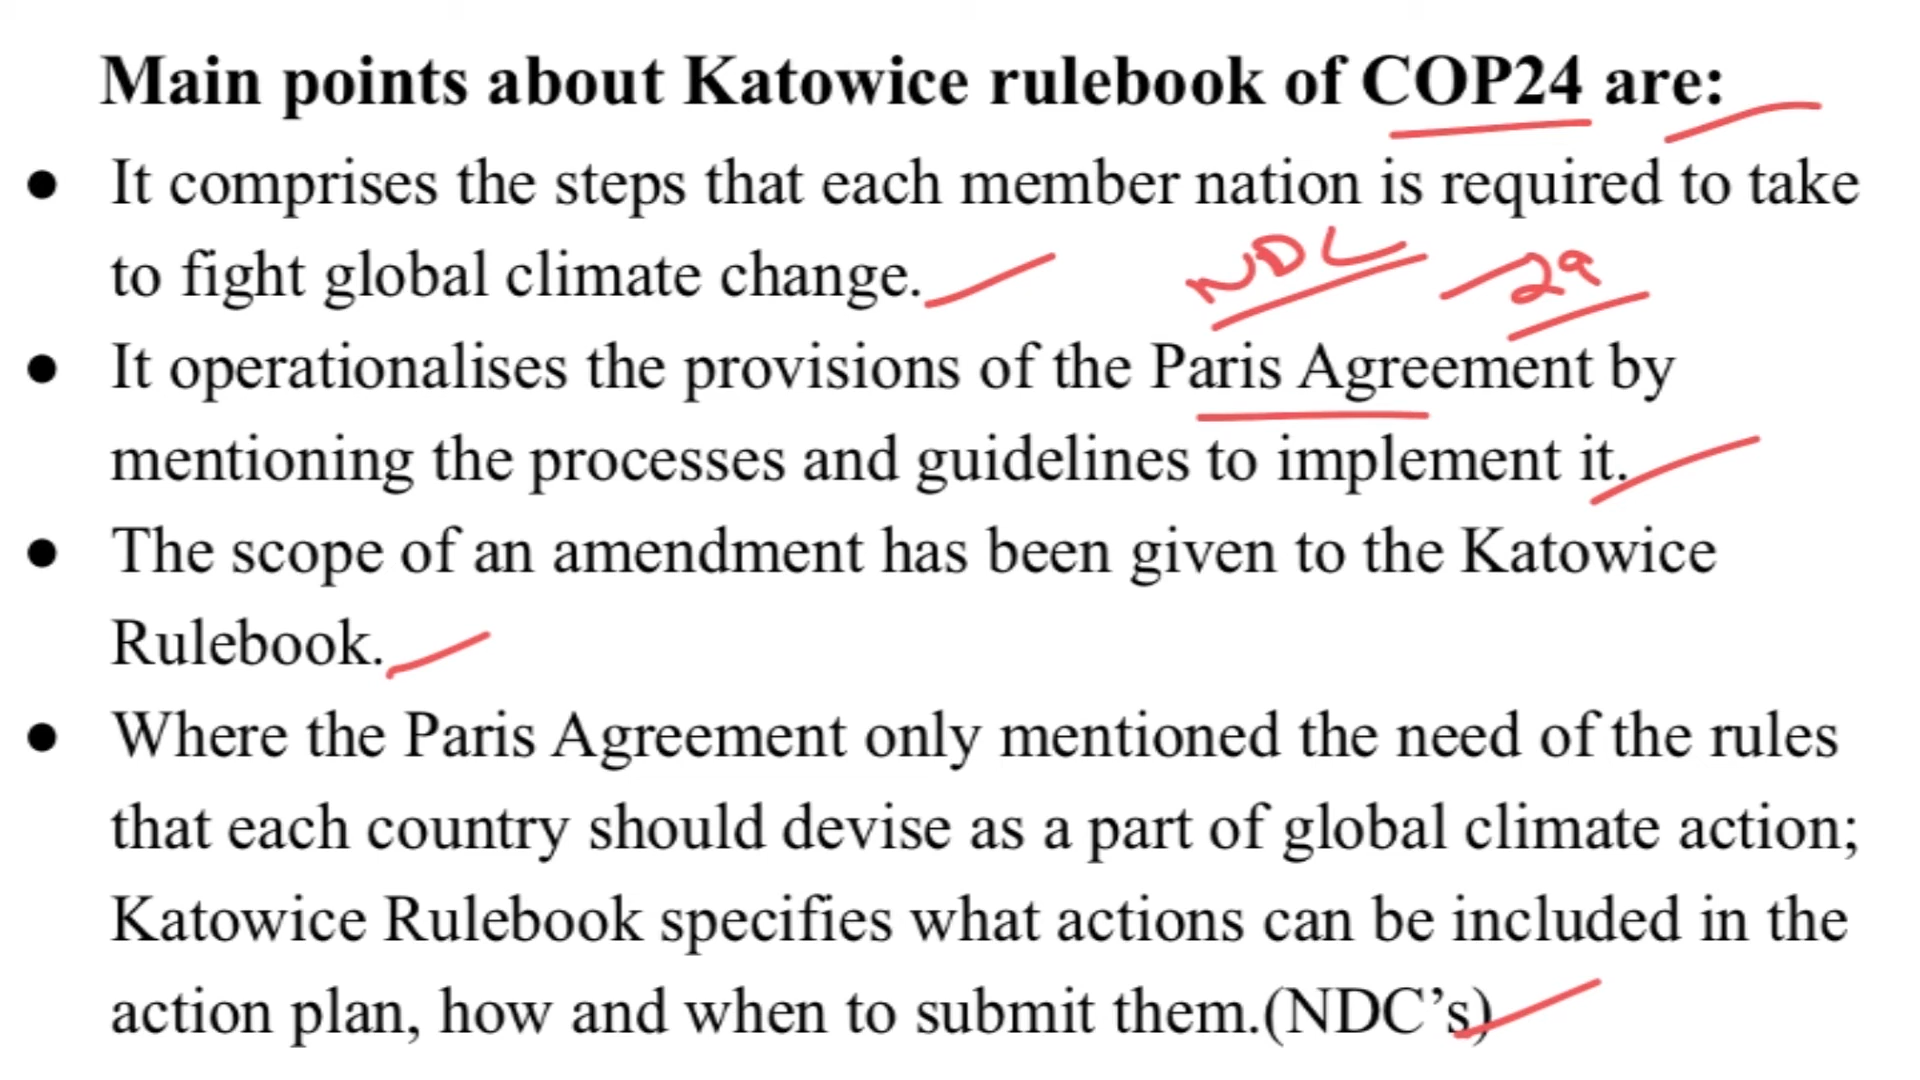 Main points about Katowice rulebook of COP24 are:
● It comprises the steps that each member nation is required to take
to fight global climate change.
NDC 29
● It operationalises the provisions of the Paris Agreement by
mentioning the processes and guidelines to implement it.
● The scope of an amendment has been given to the Katowice
Rulebook.
● Where the Paris Agreement only mentioned the need of the rules
that each country should devise as a part of global climate action;
Katowice Rulebook specifies what actions can be included in the
action plan, how and when to submit them.(NDC’s)